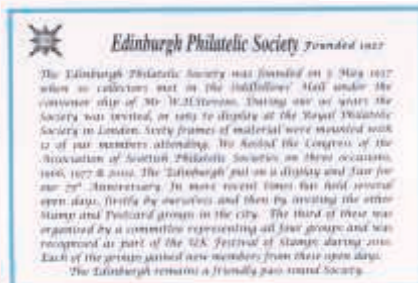 Edinburgh Philatelic Society Founded 1927
The Edinburgh Philatelic Society was founded on 5 May 1927
when 10 collectors met in the Oddfellows' Hall under the
convenor ship of Mr W.H.Stevens. During our 90 years the
Society was invited, in 1985 to display at the Royal Philatelic
Society in London. Sixty frames of material were mounted with
12 of our members attending. We hosted the Congress of the
Association of Scottish Philatelic Societies on three occasions,
1966, 1977 & 2002. The 'Edinburgh' put on a display and fair for
our 75th Anniversary. In more recent times has held several
open days, firstly by ourselves and then by inviting the other
Stamp and Postcard groups in the city. The third of these was
organised by a committee representing all four groups and was
recognised as part of the U.K. Festival of Stamps during 2010.
Each of the groups gained new members from these open days.
The Edinburgh remains a friendly pass round Society.